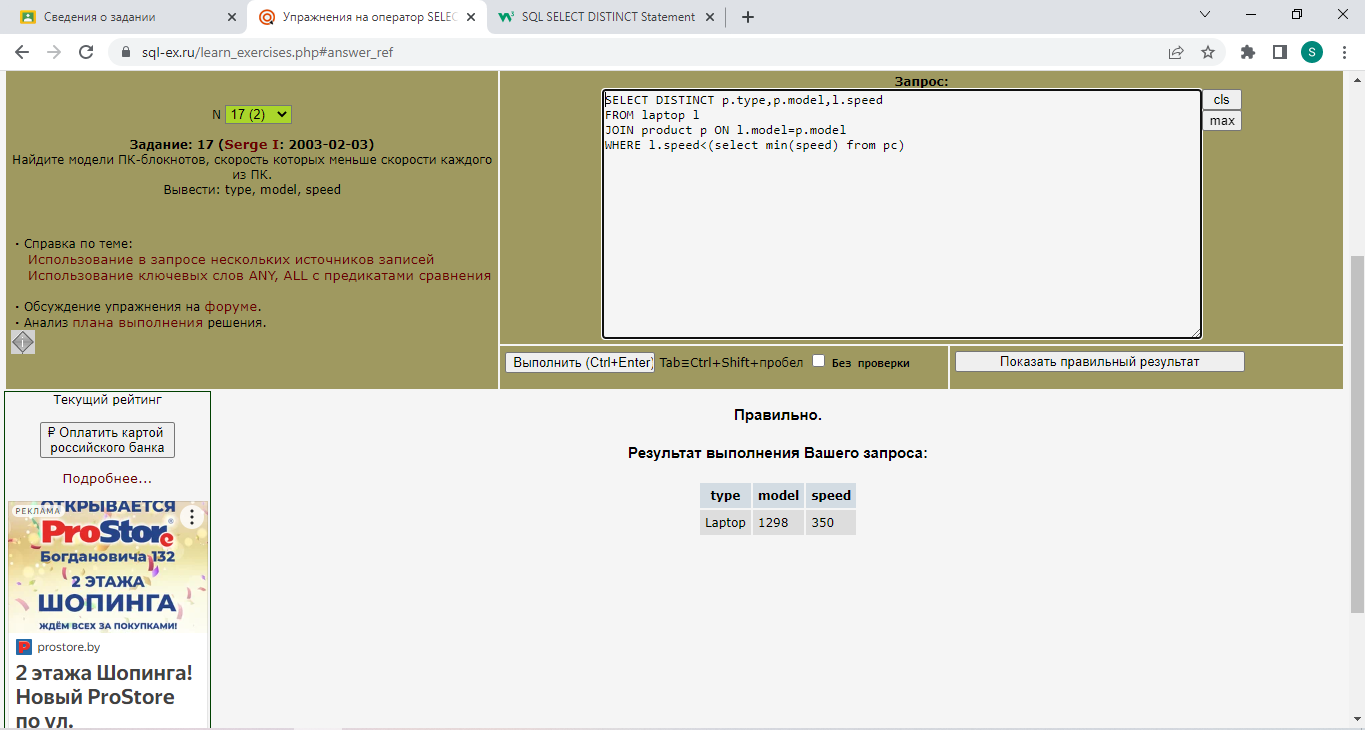 Сведения о задании
Упражнения на оператор SELEC
SQL SELECT DISTINCT Statement
sql-ex.ru/learn_exercises.php#answer_ref
S
N 17 (2)
Задание: 17 (Serge I: 2003-02-03)
Найдите модели ПК-блокнотов, скорость которых меньше скорости каждого
из ПК.
Вывести: type, model, speed
· Справка по теме:
Использование в запросе нескольких источников записей
Использование ключевых слов ANY, ALL с предикатами сравнения
· Обсуждение упражнения на форуме.
· Анализ плана выполнения решения.
Запрос:
SELECT DISTINCT p.type,p.model,l.speed
FROM laptop l
JOIN product p ON l.model=p.model
WHERE l.speed<(select min(speed) from pc)
cls
max
Выполнить (Ctrl+Enter) Tab≡Ctrl+Shift+пробел Без проверки
Показать правильный результат
Текущий рейтинг
₽ Оплатить картой
российского банка
Подробнее...
РЕКЛАМА
ОТКРЫВАЕТСЯ
ProStore®
Богдановича 132
2 ЭТАЖА
ШОПИНГА
ЖДЁМ ВСЕХ ЗА ПОКУПКАМИ!
prostore.by
2 этажа Шопинга!
Новый ProStore
по ул.
Правильно.
Результат выполнения Вашего запроса:
type model speed
Laptop 1298 350